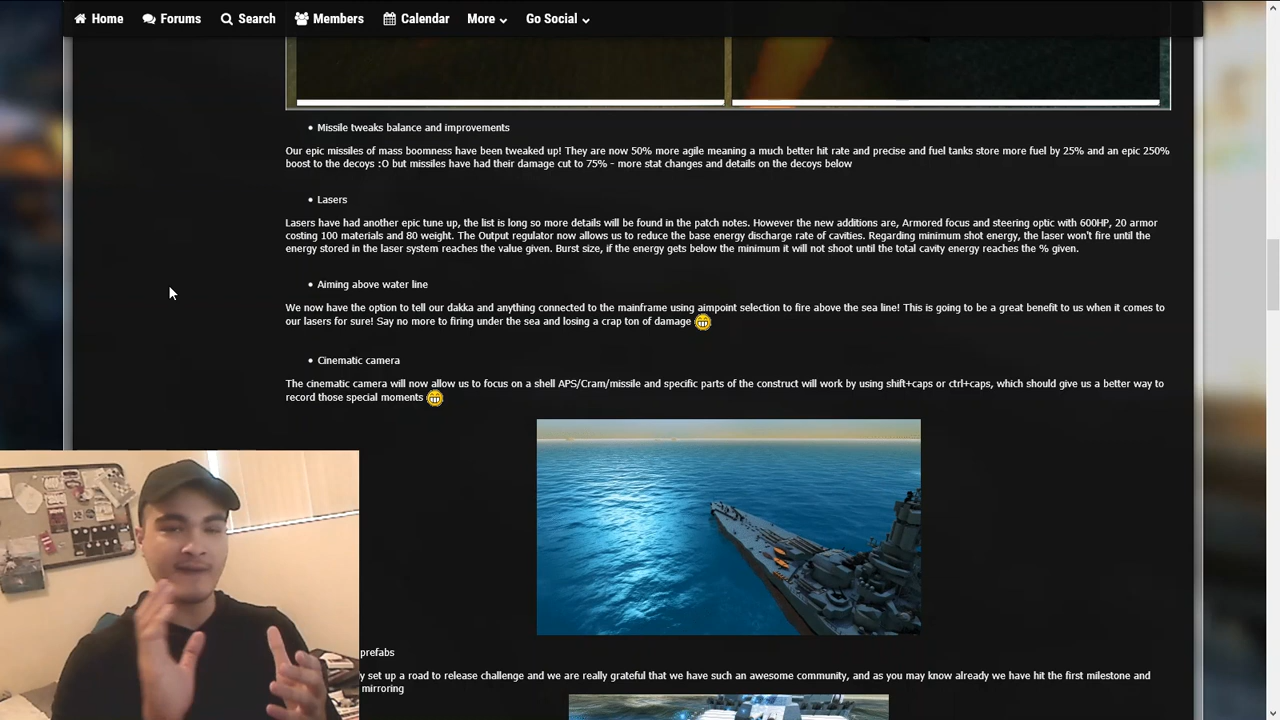 Home Forums Search Members Calendar More Go Social
Missile tweaks balance and improvements
Our epic missiles of mass boomness have been tweaked up! They are now 50% more agile meaning a much better hit rate and precise and fuel tanks store more fuel by 25% and an epic 250%
boost to the decoys :O but missiles have had their damage cut to 75% - more stat changes and details on the decoys below
Lasers
Lasers have had another epic tune up, the list is long so more details will be found in the patch notes. However the new additions are, Armored focus and steering optic with 600HP, 20 armor
costing 100 materials and 80 weight. The Output regulator now allows us to reduce the base energy discharge rate of cavities. Regarding minimum shot energy, the laser won't fire until the
energy stored in the laser system reaches the value given. Burst size, if the energy gets below the minimum it will not shoot until the total cavity energy reaches the % given.
Aiming above water line
We now have the option to tell our dakka and anything connected to the mainframe using aimpoint selection to fire above the sea line! This is going to be a great benefit to us when it comes to
our lasers for sure! Say no more to firing under the sea and losing a crap ton of damage
Cinematic camera
The cinematic camera will now allow us to focus on a shell APS/Cram/missile and specific parts of the construct will work by using shift+caps or ctrl+caps, which should give us a better way to
record those special moments
prefabs
y set up a road to release challenge and we are really grateful that we have such an awesome community, and as you may know already we have hit the first milestone and
mirroring